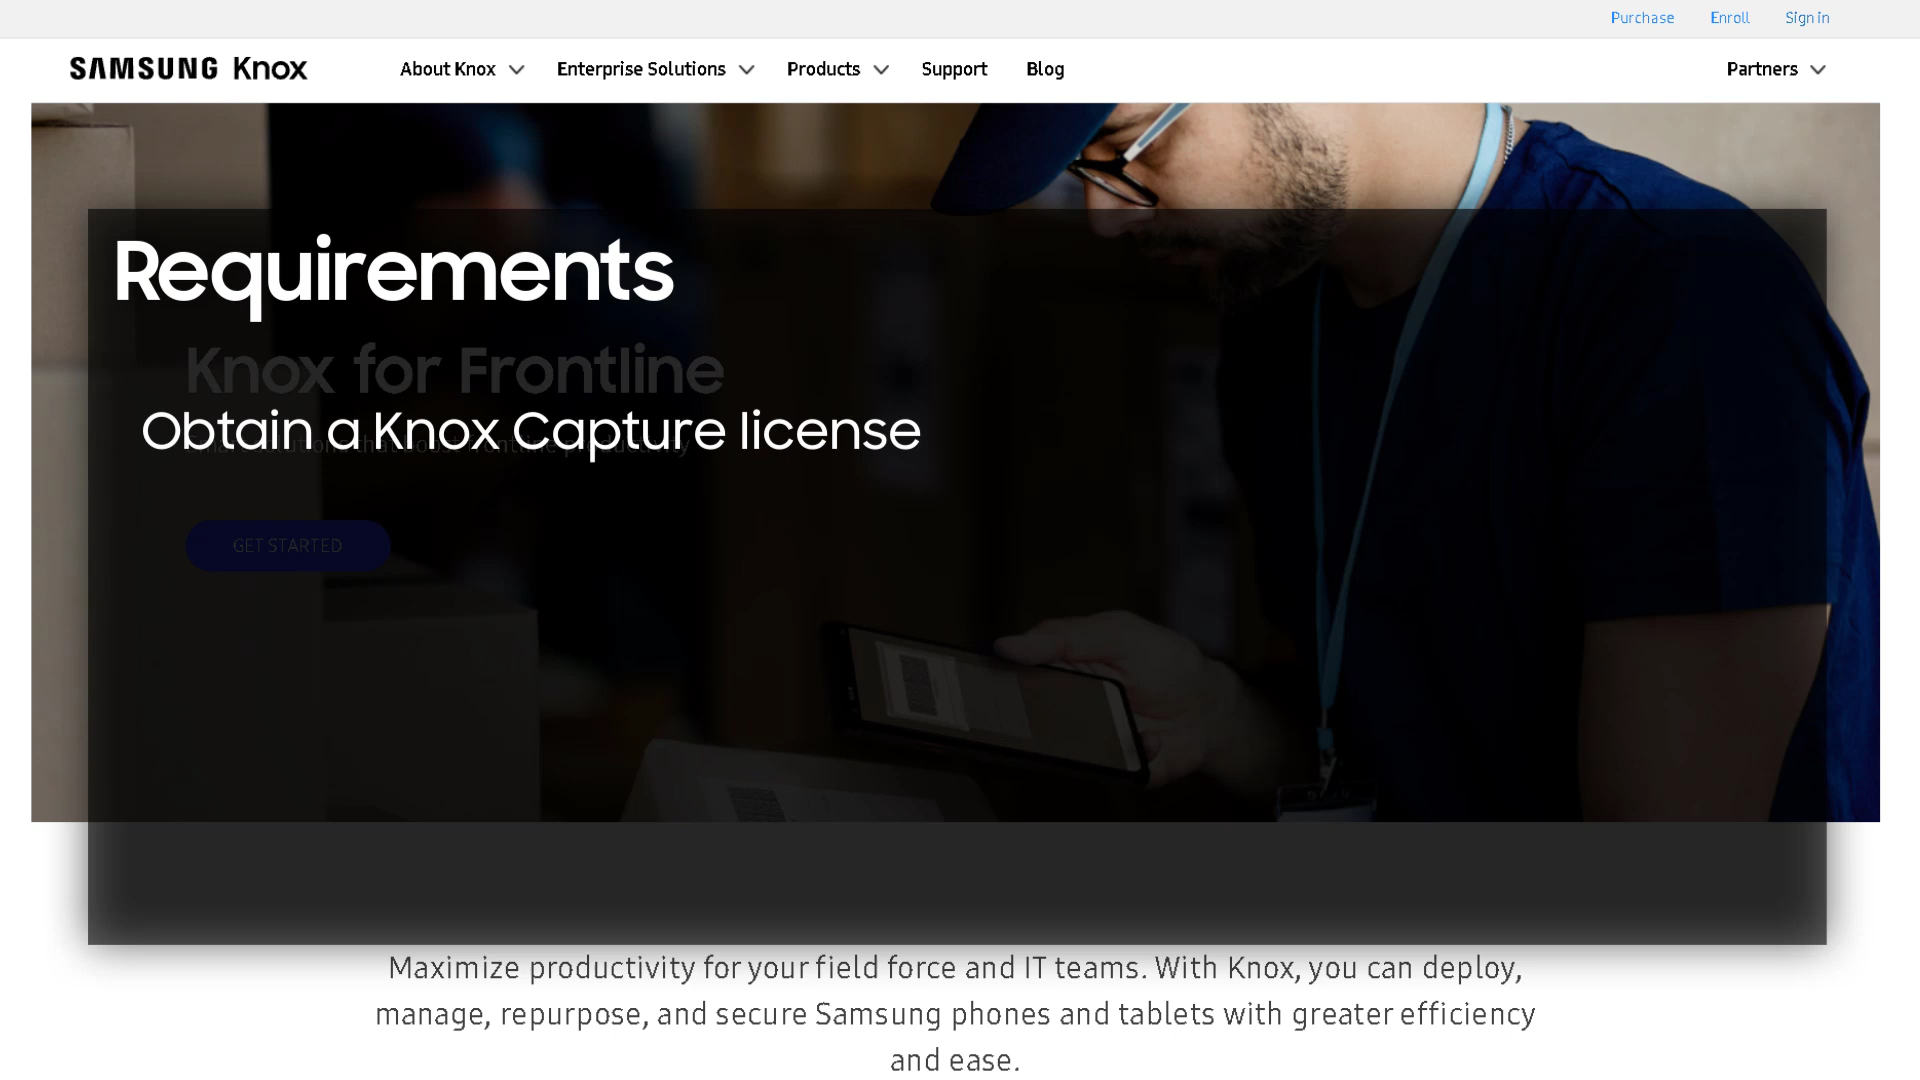 Purchase Enroll Sign in
SAMSUNG Knox About Knox Enterprise Solutions Products Support Blog Partners
Requirements
Knox for Frontline
Obtain a Knox Capture license
GET STARTED
Maximize productivity for your field force and IT teams. With Knox, you can deploy,
manage, repurpose, and secure Samsung phones and tablets with greater efficiency
and ease.